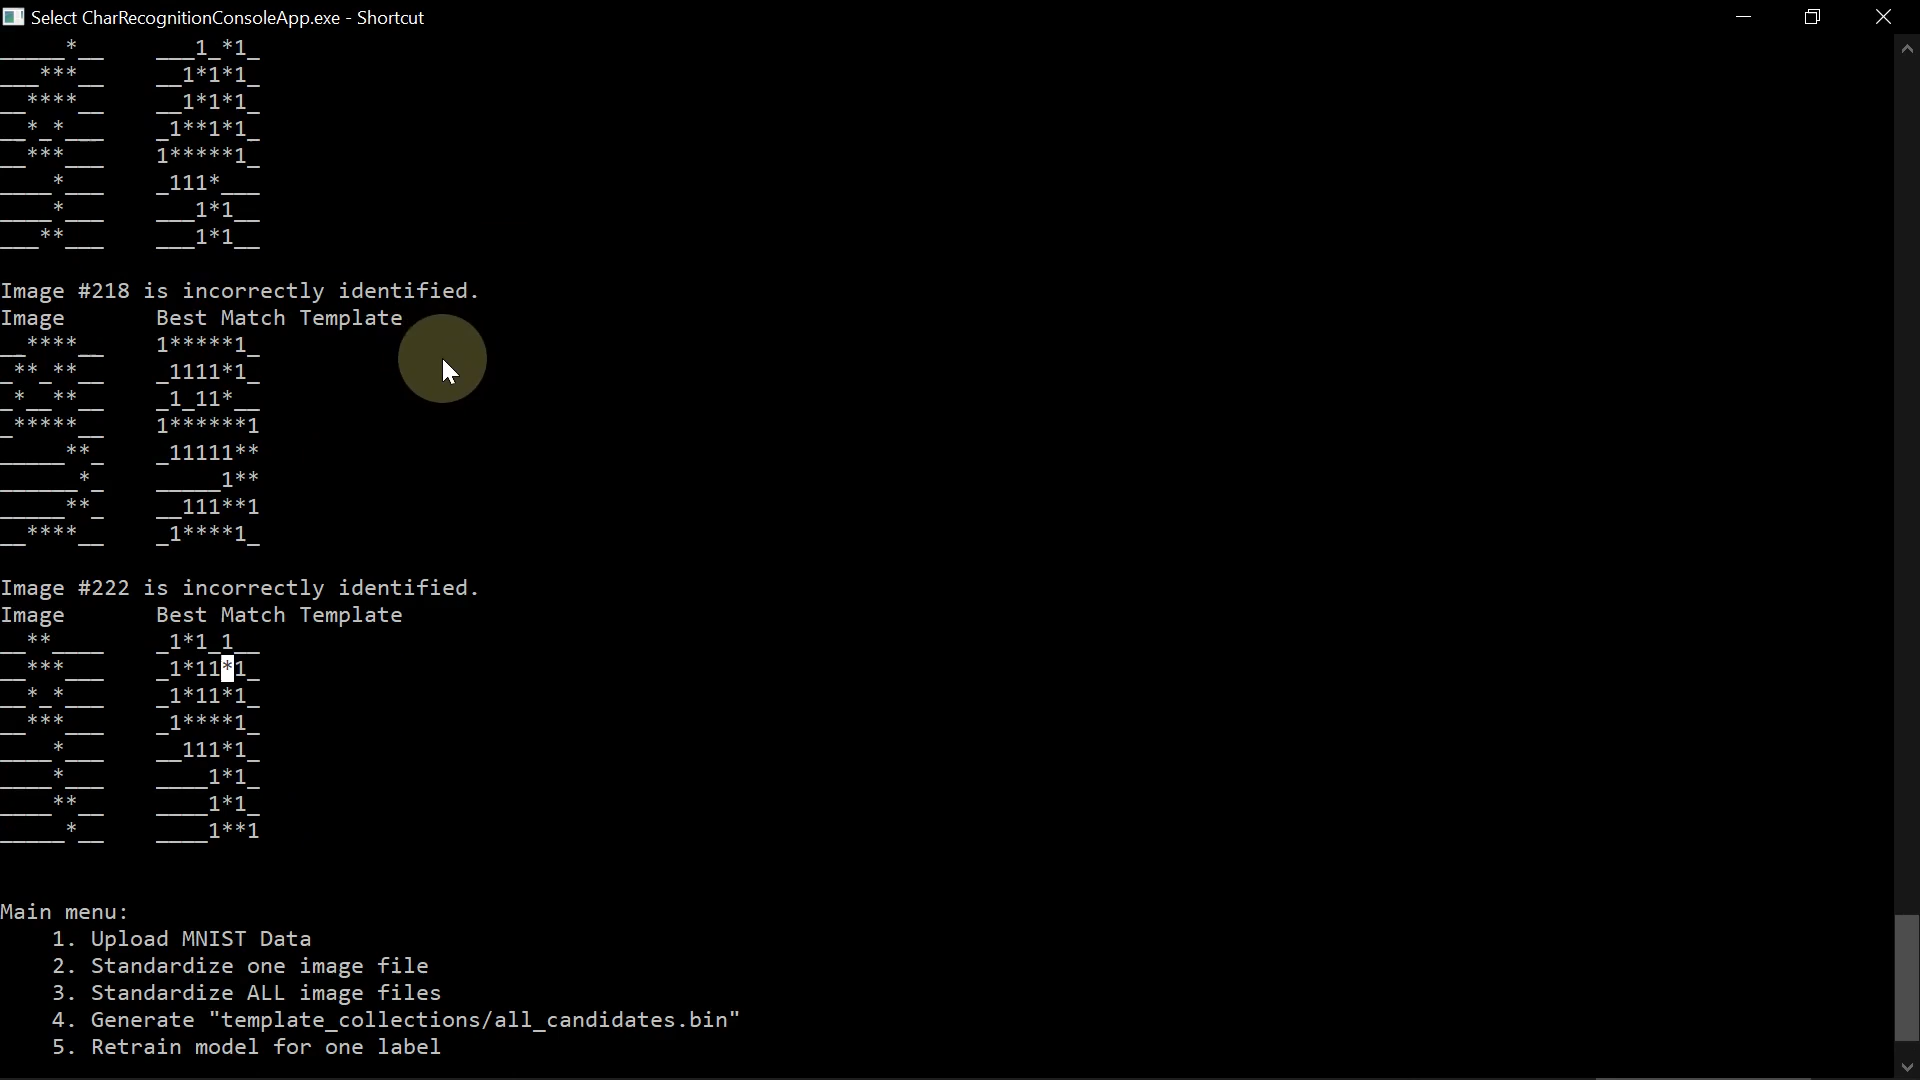 Select CharRecognitionConsoleApp.exe - Shortcut
_____*__    ___1_*1_
___***__    __1*1*1_
__****__    __1*1*1_
__*_*___    _1**1*1_
__***___    1*****1_
____*___    _111*___
____*___    ___1*1__
___**___    ___1*1__
Image #218 is incorrectly identified.
Image       Best Match Template
__****__    1*****1_
_**_**__    _1111*1_
_*__**__    _1_11*__
_*****__    1******1
_____**_    _11111**
______*_    _____1**
_____**_    __111**1
__****__    _1****1_
Image #222 is incorrectly identified.
Image       Best Match Template
__**____    _1*1_1__
__***___    _1*11*1_
__*_*___    _1*11*1_
__***___    _1****1_
____*___    __111*1_
____*___    ____1*1_
____**__    ____1*1_
_____*__    ____1**1
Main menu:
    1. Upload MNIST Data
    2. Standardize one image file
    3. Standardize ALL image files
    4. Generate "template_collections/all_candidates.bin"
    5. Retrain model for one label